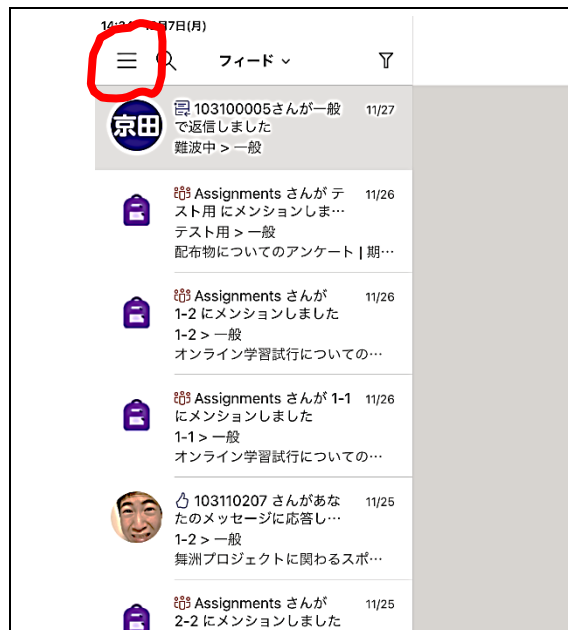 7日(月)
フィード
103100005さんが一般 11/27
京田
で返信しました
難波中 > 一般
Assignments さんが テ 11/26
スト用 にメンションしま…
テスト用 > 一般
配布物についてのアンケート | 期…
Assignments さんが 11/26
1-2 にメンションしました
1-2 > 一般
オンライン学習試行についての…
Assignments さんが 1-1 11/26
にメンションしました
1-1 > 一般
オンライン学習試行についての…
103110207 さんがあな 11/25
たのメッセージに応答し…
1-2 > 一般
舞洲プロジェクトに関わるスポ…
Assignments さんが 11/25
2-2 にメンションしました